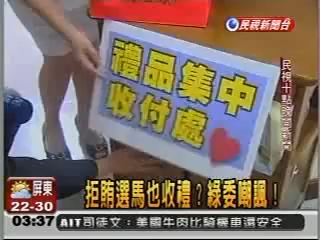 民視新聞台
民視十點
禮品集中
收付處
拒賄選馬也收禮？綠委嘲諷！
屏東
22-30
03:37
AIT司徒文：美國牛肉比騎機車還安全